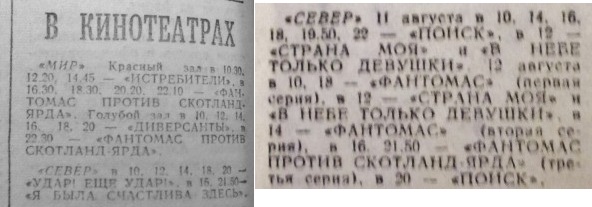 В КИНОТЕАТРАХ
«МИР» Красный зал в 10.30,
12.20, 14.45 — «ИСТРЕБИТЕЛИ», в
16.30, 18.30, 20.20, 22.10 — «ФАН-
ТОМАС ПРОТИВ СКОТЛАНД-
ЯРДА». Голубой зал в 10, 12, 14,
16, 18, 20 — «ДИВЕРСАНТЫ», в
22.30 — «ФАНТОМАС ПРОТИВ
СКОТЛАНД-ЯРДА».
«СЕВЕР» в 10, 12, 14, 18, 20 —
«УДАР! ЕЩЕ УДАР!», в 16, 21.50—
«Я БЫЛА СЧАСТЛИВА ЗДЕСЬ».
«СЕВЕР» 11 августа в 10, 14, 16,
18, 19.50, 22 — «ПОИСК», в 12 —
«СТРАНА МОЯ» и «В НЕБЕ
ТОЛЬКО ДЕВУШКИ». 12 августа
в 10, 18 — «ФАНТОМАС» (первая
серия), в 12 — «СТРАНА МОЯ» и
«В НЕБЕ ТОЛЬКО ДЕВУШКИ», в
14 — «ФАНТОМАС» (вторая се-
рия), в 16, 21.50 — «ФАНТОМАС
ПРОТИВ СКОТЛАНД-ЯРДА» (тре-
тья серия), в 20 — «ПОИСК».